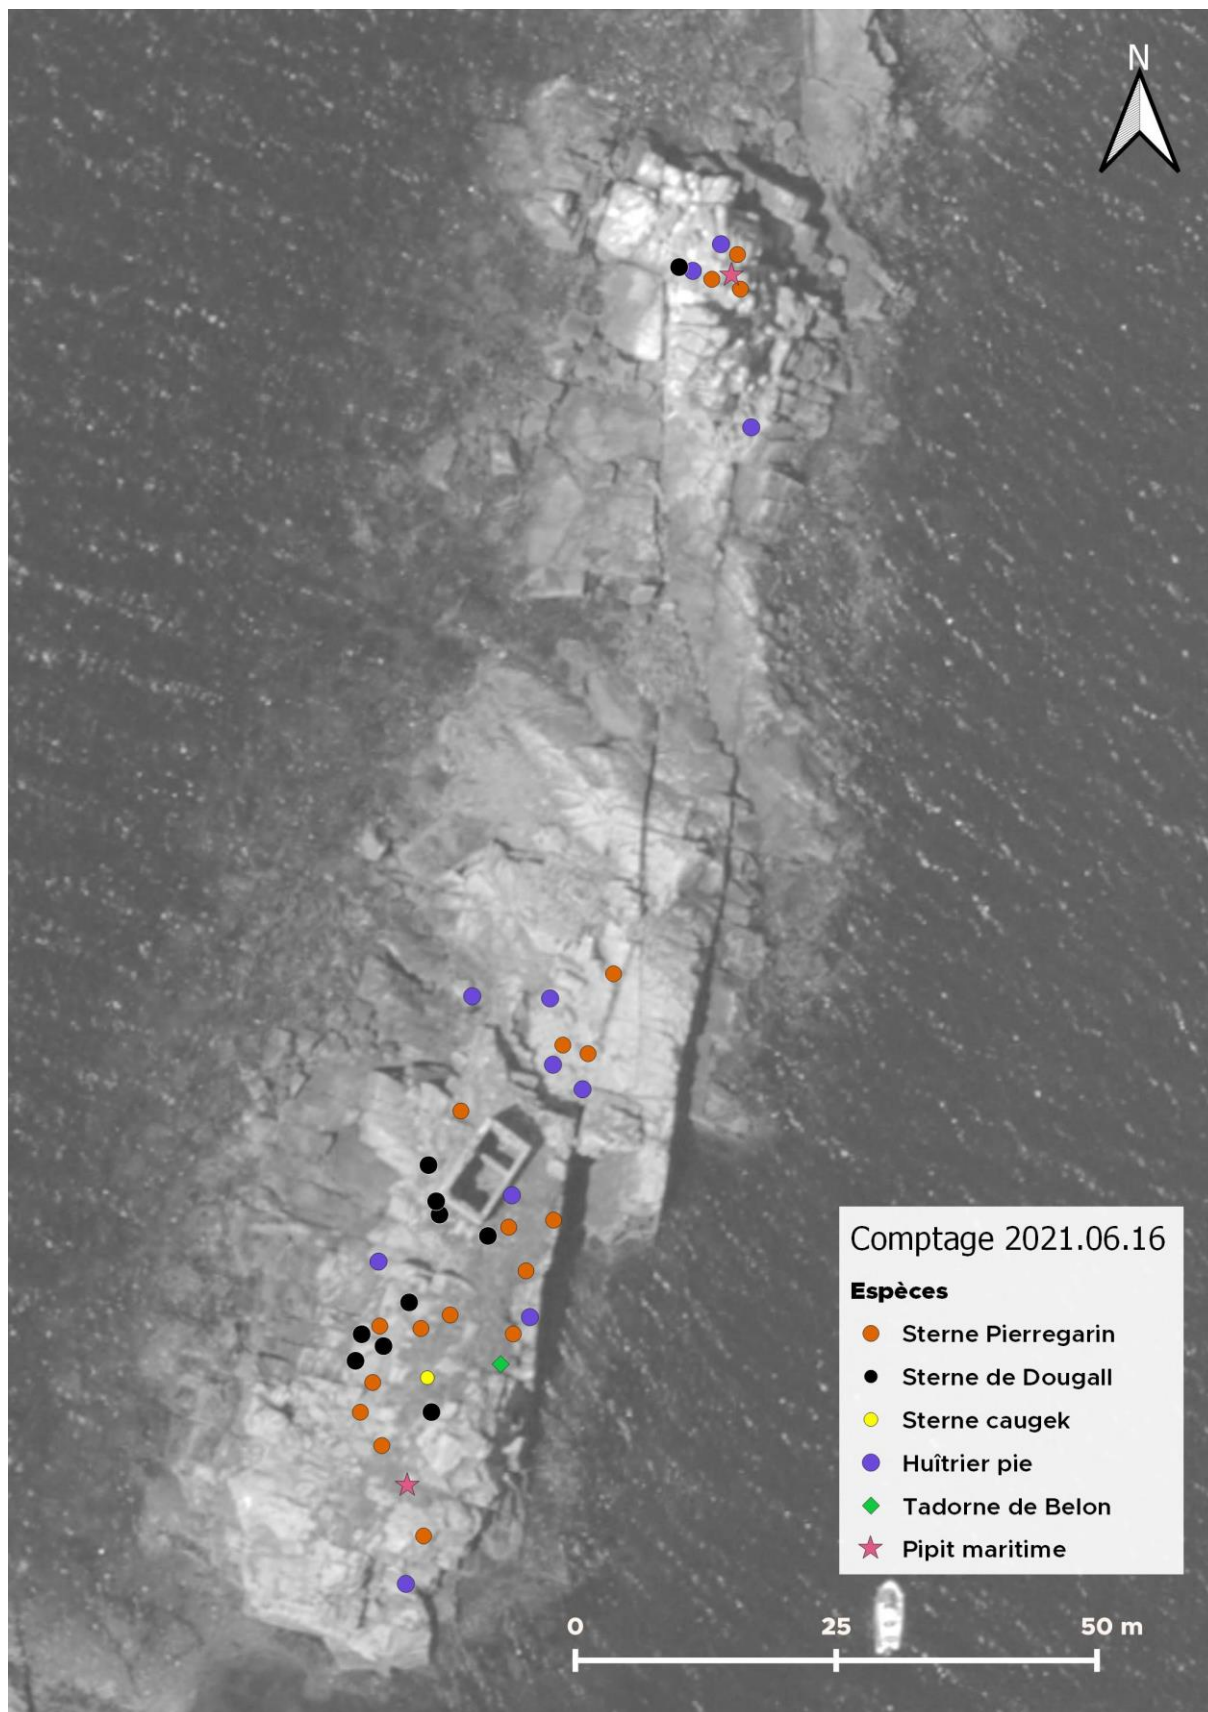 N
Comptage 2021.06.16
Espèces
Sterne Pierregarin
Sterne de Dougall
Sterne caugek
Huîtrier pie
Tadorne de Belon
Pipit maritime
0 25 50 m